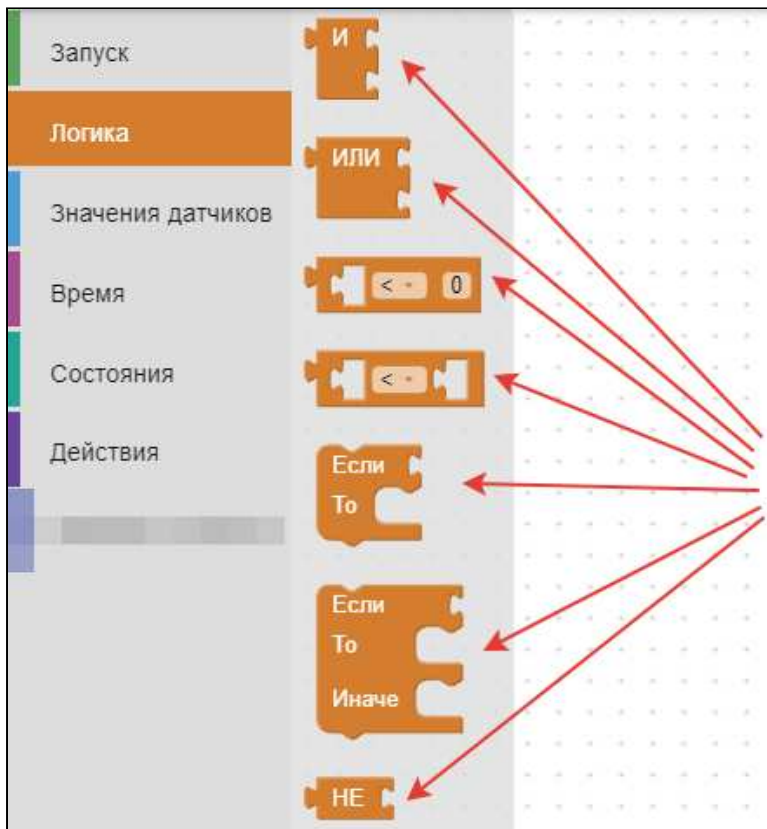 Запуск
Логика
Значения датчиков
Время
Состояния
Действия
И
ИЛИ
< 0
<
Если
То
Если
То
Иначе
НЕ